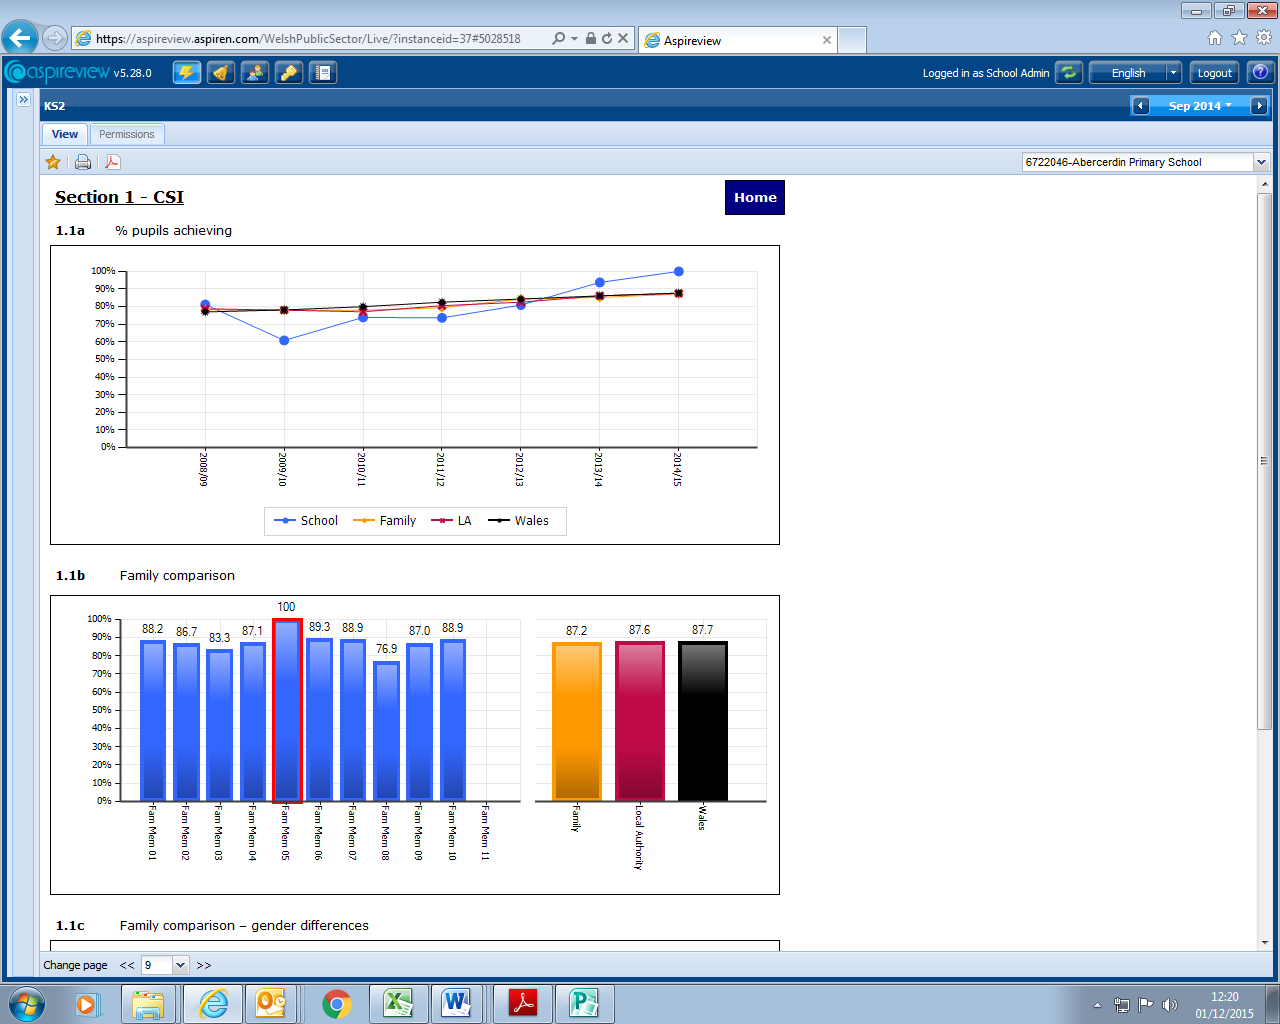 https://aspireview.aspiren.com/WelshPublicSector/Live/?instanceid=37#5028518
Aspireview
aspireview v5.28.0
Logged in as School Admin
English
Logout
KS2
Sep 2014
View
Permissions
6722046-Abercerdin Primary School
Section 1 - CSI
Home
1.1a % pupils achieving
100%
90%
80%
70%
60%
50%
40%
30%
20%
10%
0%
2008/09
2009/10
2010/11
2011/12
2012/13
2013/14
2014/15
School
Family
LA
Wales
1.1b Family comparison
100%
90%
80%
70%
60%
50%
40%
30%
20%
10%
0%
88.2
86.7
83.3
87.1
100
89.3
88.9
76.9
87.0
88.9
87.2
87.6
87.7
Fam Mem 01
Fam Mem 02
Fam Mem 03
Fam Mem 04
Fam Mem 05
Fam Mem 06
Fam Mem 07
Fam Mem 08
Fam Mem 09
Fam Mem 10
Fam Mem 11
Family
Local Authority
Wales
1.1c Family comparison – gender differences
Change page << 9 >>
12:20
01/12/2015